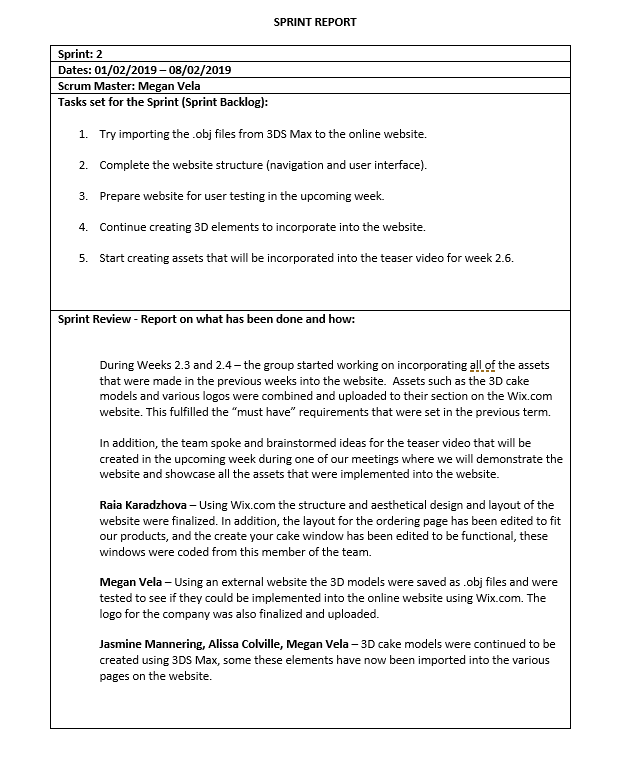 SPRINT REPORT
Sprint: 2
Dates: 01/02/2019 – 08/02/2019
Scrum Master: Megan Vela
Tasks set for the Sprint (Sprint Backlog):
1. Try importing the .obj files from 3DS Max to the online website.
2. Complete the website structure (navigation and user interface).
3. Prepare website for user testing in the upcoming week.
4. Continue creating 3D elements to incorporate into the website.
5. Start creating assets that will be incorporated into the teaser video for week 2.6.
Sprint Review - Report on what has been done and how:
During Weeks 2.3 and 2.4 – the group started working on incorporating all of the assets
that were made in the previous weeks into the website. Assets such as the 3D cake
models and various logos were combined and uploaded to their section on the Wix.com
website. This fulfilled the “must have” requirements that were set in the previous term.
In addition, the team spoke and brainstormed ideas for the teaser video that will be
created in the upcoming week during one of our meetings where we will demonstrate the
website and showcase all the assets that were implemented into the website.
Raia Karadzhova – Using Wix.com the structure and aesthetical design and layout of the
website were finalized. In addition, the layout for the ordering page has been edited to fit
our products, and the create your cake window has been edited to be functional, these
windows were coded from this member of the team.
Megan Vela – Using an external website the 3D models were saved as .obj files and were
tested to see if they could be implemented into the online website using Wix.com. The
logo for the company was also finalized and uploaded.
Jasmine Mannering, Alissa Colville, Megan Vela – 3D cake models were continued to be
created using 3DS Max, some these elements have now been imported into the various
pages on the website.